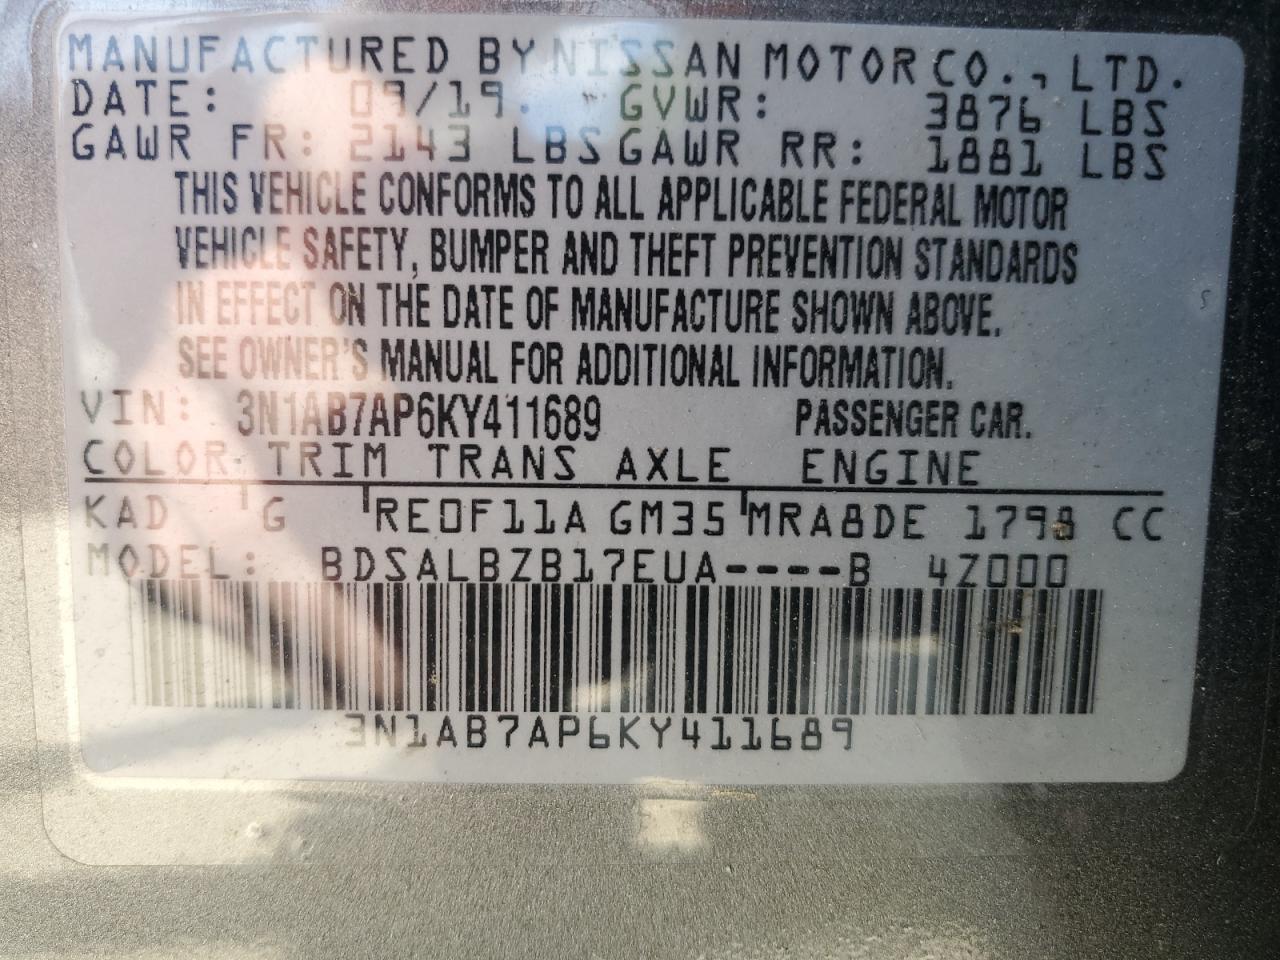 MANUFACTURED BY NISSAN MOTOR CO., LTD.
DATE: 09/19. GVWR: 3876 LBS
GAWR FR: 2143 LBS GAWR RR: 1881 LBS
THIS VEHICLE CONFORMS TO ALL APPLICABLE FEDERAL MOTOR
VEHICLE SAFETY, BUMPER AND THEFT PREVENTION STANDARDS
IN EFFECT ON THE DATE OF MANUFACTURE SHOWN ABOVE.
SEE OWNER'S MANUAL FOR ADDITIONAL INFORMATION.
VIN: 3N1AB7AP6KY411689 PASSENGER CAR.
COLOR TRIM TRANS AXLE ENGINE
KAD G RE0F11A GM35 MRA8DE 1798 CC
MODEL: BDSALBZB17EUA----B 4Z000
3N1AB7AP6KY411689